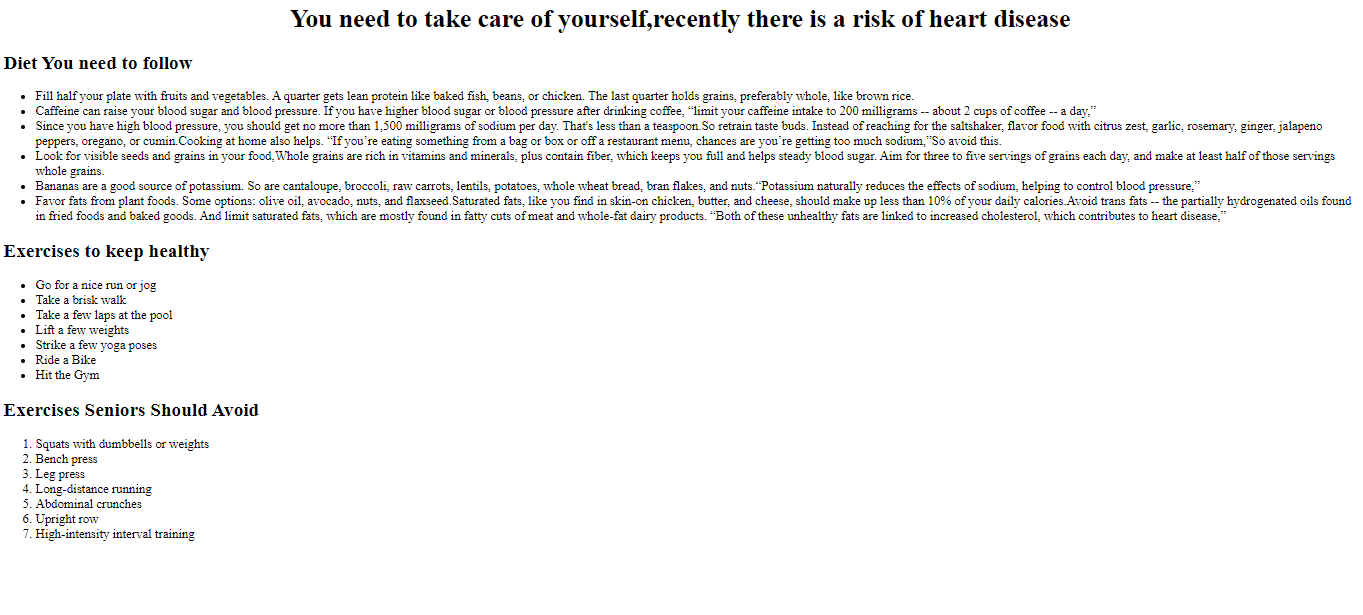 You need to take care of yourself,recently there is a risk of heart disease
Diet You need to follow
• Fill half your plate with fruits and vegetables. A quarter gets lean protein like baked fish, beans, or chicken. The last quarter holds grains, preferably whole, like brown rice.
• Caffeine can raise your blood sugar and blood pressure. If you have higher blood sugar or blood pressure after drinking coffee, “limit your caffeine intake to 200 milligrams -- about 2 cups of coffee -- a day,”
• Since you have high blood pressure, you should get no more than 1,500 milligrams of sodium per day. That's less than a teaspoon.So retrain taste buds. Instead of reaching for the saltshaker, flavor food with citrus zest, garlic, rosemary, ginger, jalapeno
peppers, oregano, or cumin.Cooking at home also helps. “If you’re eating something from a bag or box or off a restaurant menu, chances are you’re getting too much sodium,”So avoid this.
• Look for visible seeds and grains in your food,Whole grains are rich in vitamins and minerals, plus contain fiber, which keeps you full and helps steady blood sugar. Aim for three to five servings of grains each day, and make at least half of those servings
whole grains.
• Bananas are a good source of potassium. So are cantaloupe, broccoli, raw carrots, lentils, potatoes, whole wheat bread, bran flakes, and nuts.“Potassium naturally reduces the effects of sodium, helping to control blood pressure,”
• Favor fats from plant foods. Some options: olive oil, avocado, nuts, and flaxseed.Saturated fats, like you find in skin-on chicken, butter, and cheese, should make up less than 10% of your daily calories.Avoid trans fats -- the partially hydrogenated oils found
in fried foods and baked goods. And limit saturated fats, which are mostly found in fatty cuts of meat and whole-fat dairy products. “Both of these unhealthy fats are linked to increased cholesterol, which contributes to heart disease,”
Exercises to keep healthy
• Go for a nice run or jog
• Take a brisk walk
• Take a few laps at the pool
• Lift a few weights
• Strike a few yoga poses
• Ride a Bike
• Hit the Gym
Exercises Seniors Should Avoid
1. Squats with dumbbells or weights
2. Bench press
3. Leg press
4. Long-distance running
5. Abdominal crunches
6. Upright row
7. High-intensity interval training